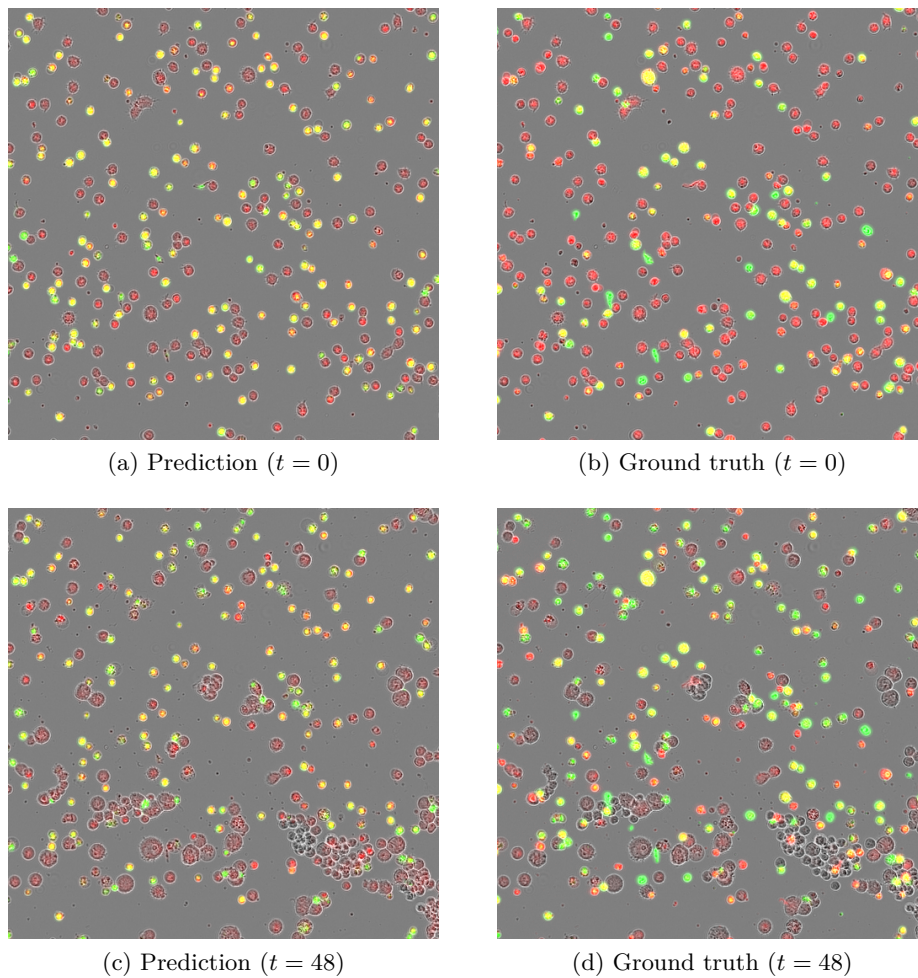 (a) Prediction (t = 0)
(b) Ground truth (t = 0)
(c) Prediction (t = 48)
(d) Ground truth (t = 48)